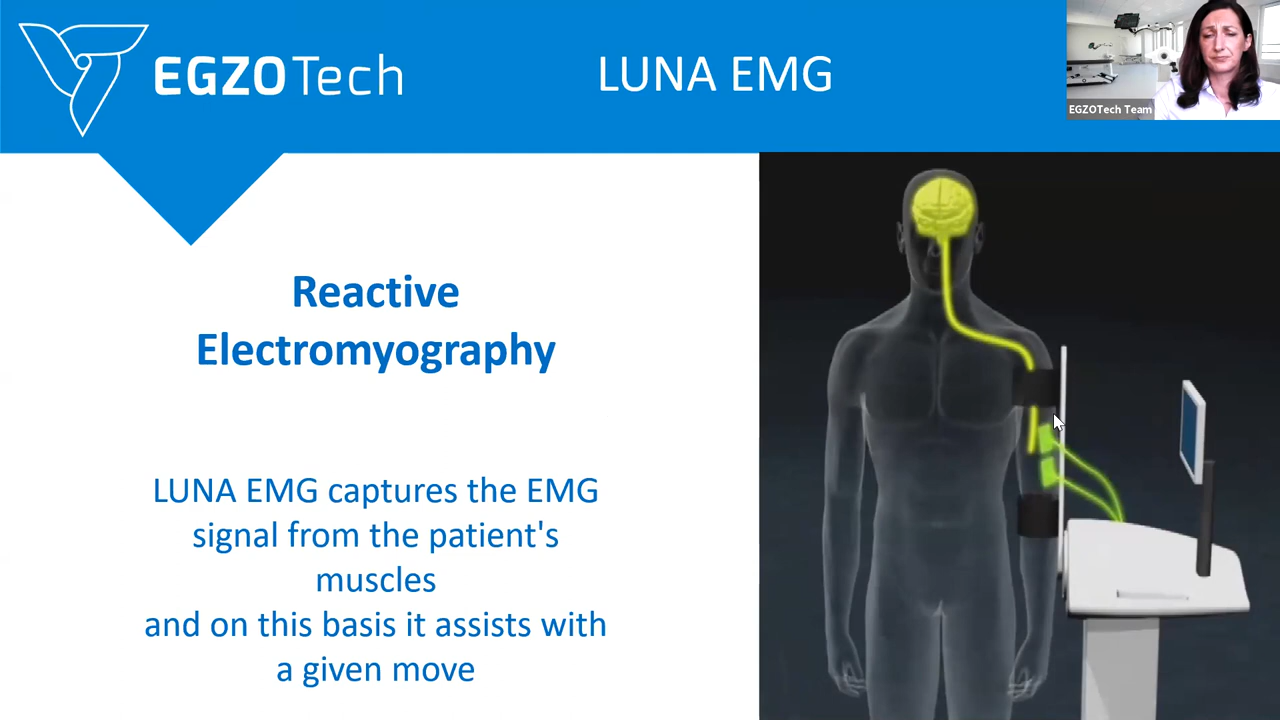 EGZOTech
LUNA EMG
EGZOTech Team
Reactive
Electromyography
LUNA EMG captures the EMG
signal from the patient's
muscles
and on this basis it assists with
a given move